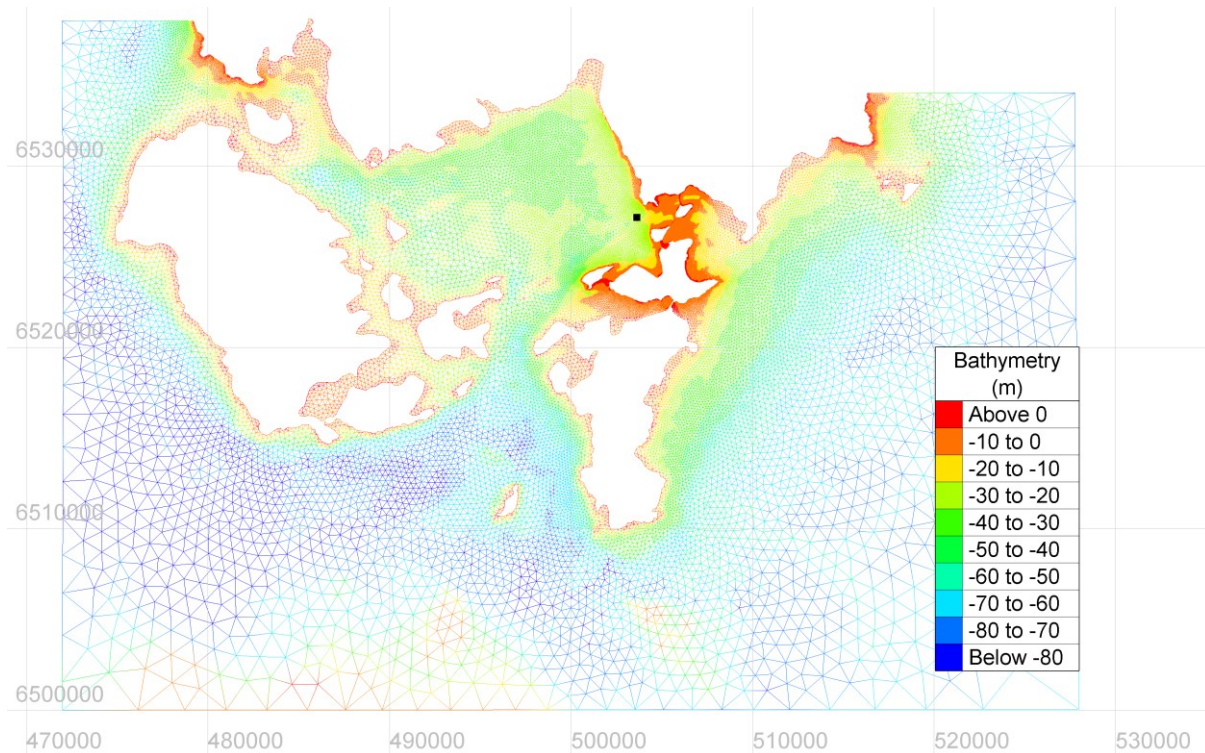 6530000
6520000
6510000
6500000
470000 480000 490000 500000 510000 520000 530000
Bathymetry
(m)
Above 0
-10 to 0
-20 to -10
-30 to -20
-40 to -30
-50 to -40
-60 to -50
-70 to -60
-80 to -70
Below -80